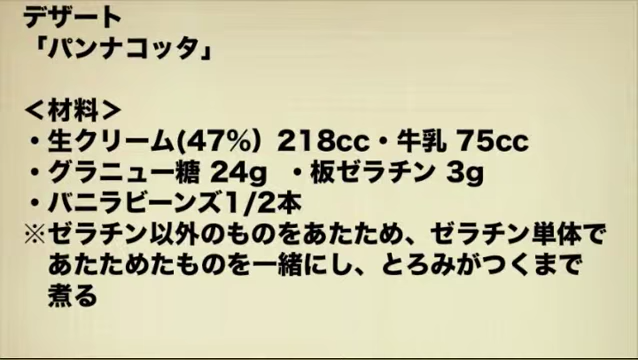 デザート
「パンナコッタ」
＜材料＞
・生クリーム(47%）218cc・牛乳 75cc
・グラニュー糖 24g ・板ゼラチン 3g
・バニラビーンズ1/2本
※ゼラチン以外のものをあたため、ゼラチン単体で
あたためたものを一緒にし、とろみがつくまで
煮る